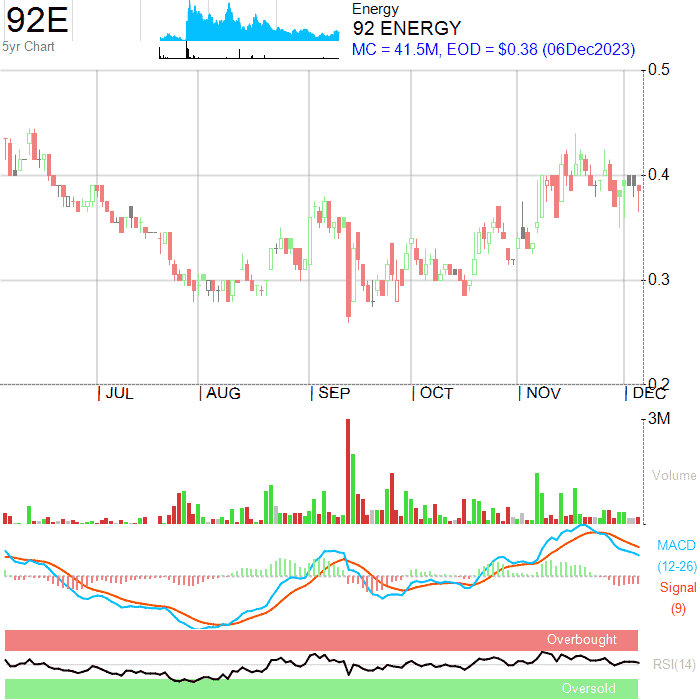 92E
5yr Chart
Energy
92 ENERGY
MC = 41.5M, EOD = $0.38 (06Dec2023)
0.5
0.4
0.3
0.2
JUL AUG SEP OCT NOV DEC
3M
Volume
MACD
(12-26)
Signal
(9)
Overbought
RSI(14)
Oversold